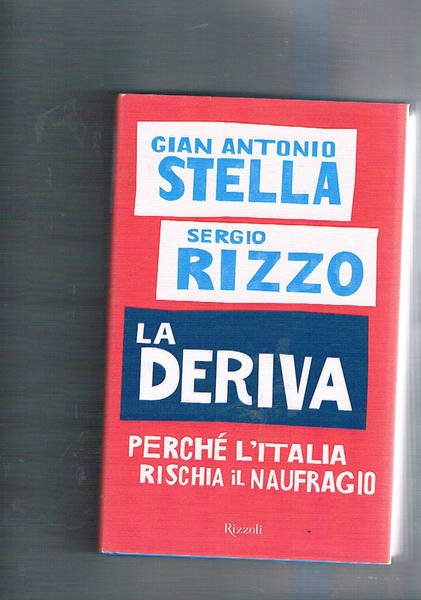 GIAN ANTONIO
STELLA
SERGIO
RIZZO
LA
DERIVA
PERCHÉ L'ITALIA
RISCHIA iL NAUFRAGIO
Rizzoli